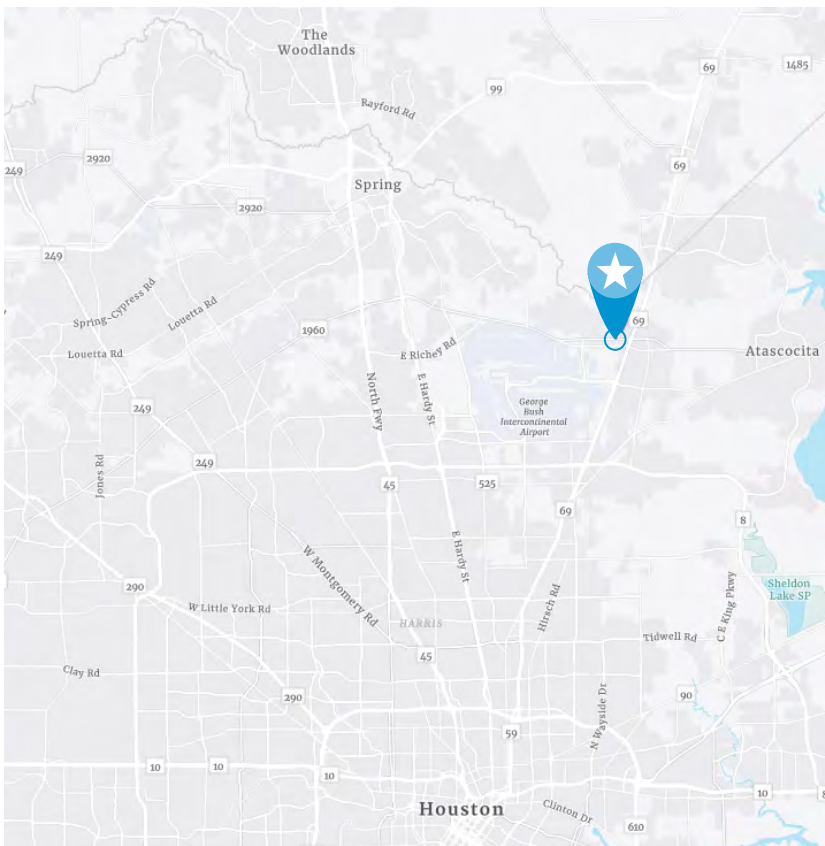 The
Woodlands
69
1485
99
Rayford Rd
2920
249
69
Spring
2920
249
Spring-Cypress Rd
Louetta Rd
1960
69
E Richey Rd
Louetta Rd
Atascocita
North Fwy
E Hardy St
George
Bush
Intercontinental
Airport
249
249
Jones Rd
45
525
69
8
W Montgomery Rd
E Hardy St
290
Hirsch Rd
C E King Pkwy
Sheldon
Lake SP
W Little York Rd
HARRIS
Tidwell Rd
45
Clay Rd
290
90
N Wayside Dr
59
10
10
10
10
8
Houston
Clinton Dr
610